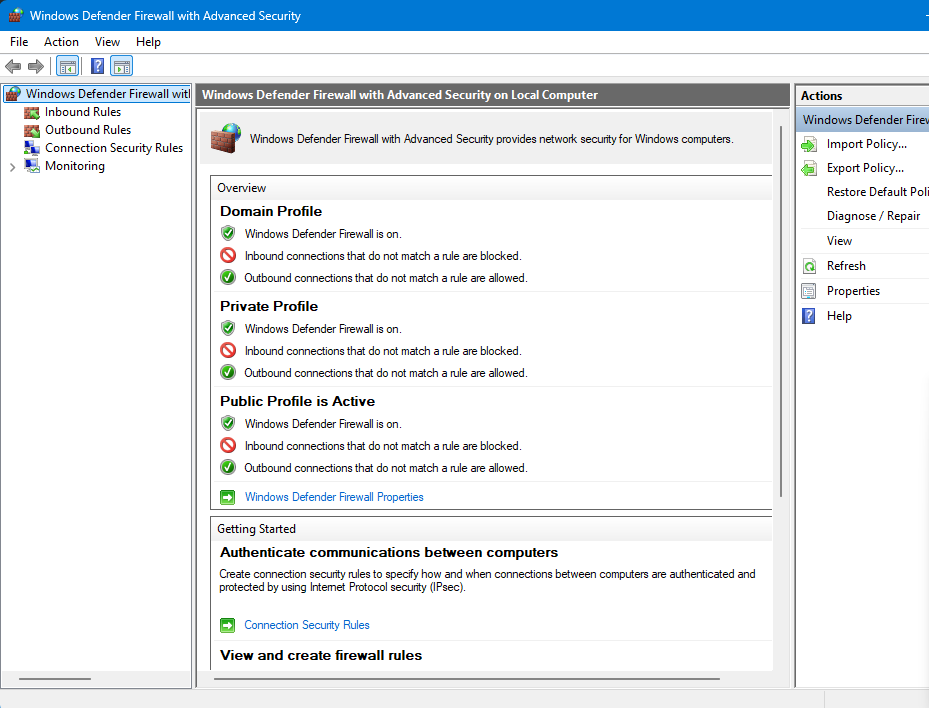 Windows Defender Firewall with Advanced Security
File Action View Help
Windows Defender Firewall wit
Inbound Rules
Outbound Rules
Connection Security Rules
Monitoring
Windows Defender Firewall with Advanced Security on Local Computer
Windows Defender Firewall with Advanced Security provides network security for Windows computers.
Overview
Domain Profile
Windows Defender Firewall is on.
Inbound connections that do not match a rule are blocked.
Outbound connections that do not match a rule are allowed.
Private Profile
Windows Defender Firewall is on.
Inbound connections that do not match a rule are blocked.
Outbound connections that do not match a rule are allowed.
Public Profile is Active
Windows Defender Firewall is on.
Inbound connections that do not match a rule are blocked.
Outbound connections that do not match a rule are allowed.
Windows Defender Firewall Properties
Getting Started
Authenticate communications between computers
Create connection security rules to specify how and when connections between computers are authenticated and
protected by using Internet Protocol security (IPsec).
Connection Security Rules
View and create firewall rules
Actions
Windows Defender Firew
Import Policy...
Export Policy...
Restore Default Poli
Diagnose / Repair
View
Refresh
Properties
Help